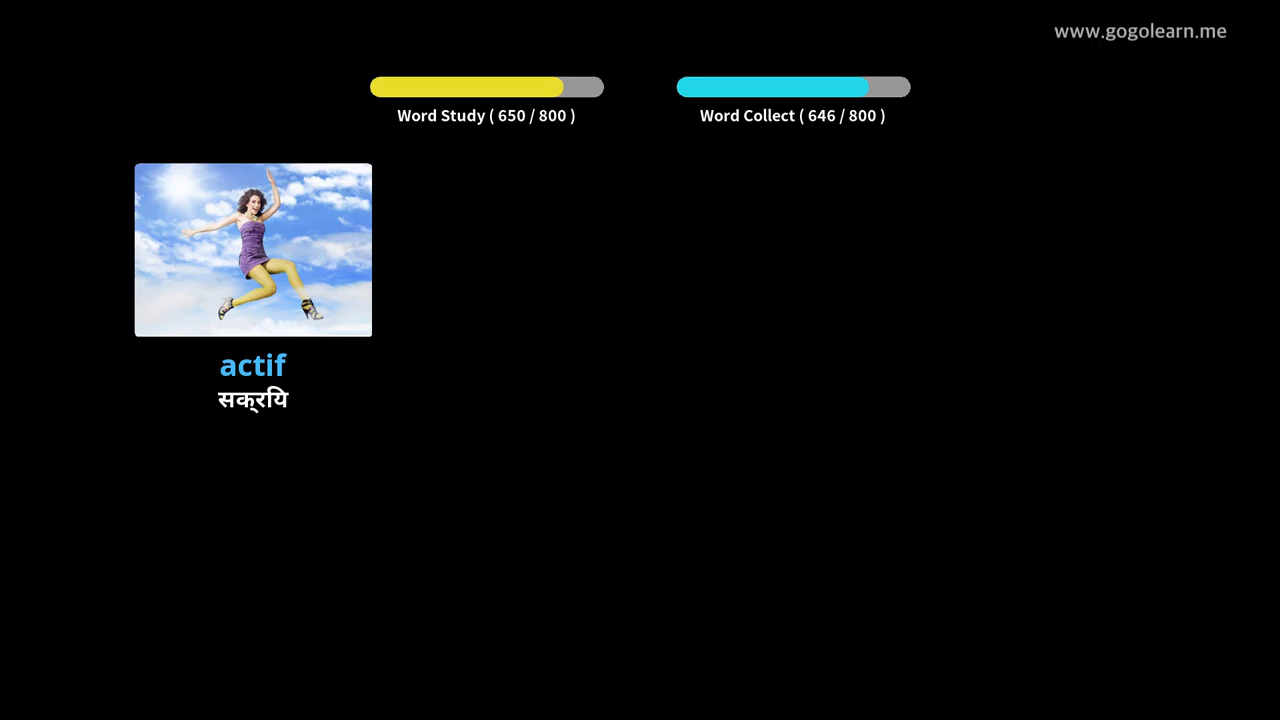 www.gogolearn.me
Word Study ( 650 / 800 )
Word Collect ( 646 / 800 )
actif
सक्रयि